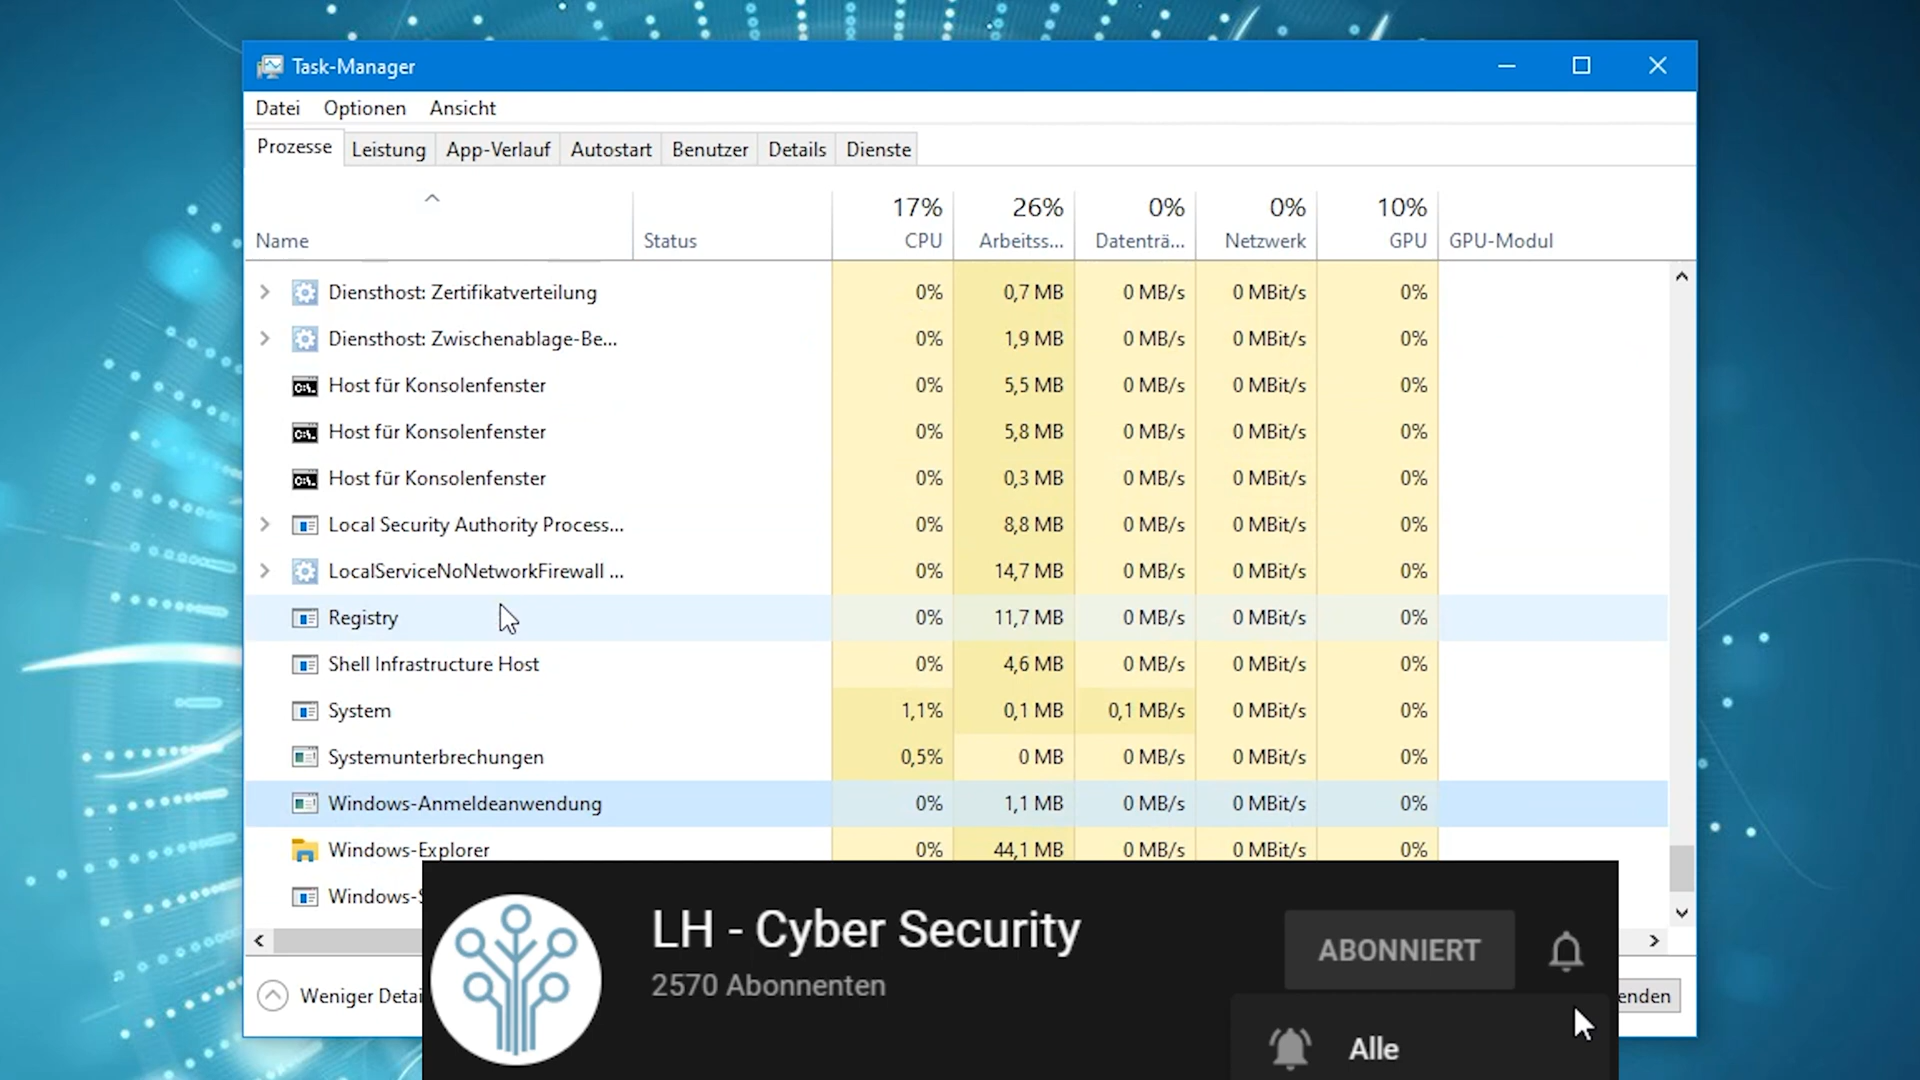 Task-Manager
Datei Optionen Ansicht
Prozesse Leistung App-Verlauf Autostart Benutzer Details Dienste
17% 26% 0% 0% 10%
Name Status CPU Arbeitss... Datenträ... Netzwerk GPU GPU-Modul
Diensthost: Zertifikatverteilung 0% 0,7 MB 0 MB/s 0 MBit/s 0%
Diensthost: Zwischenablage-Be... 0% 1,9 MB 0 MB/s 0 MBit/s 0%
Host für Konsolenfenster 0% 5,5 MB 0 MB/s 0 MBit/s 0%
Host für Konsolenfenster 0% 5,8 MB 0 MB/s 0 MBit/s 0%
Host für Konsolenfenster 0% 0,3 MB 0 MB/s 0 MBit/s 0%
Local Security Authority Process... 0% 8,8 MB 0 MB/s 0 MBit/s 0%
LocalServiceNoNetworkFirewall ... 0% 14,7 MB 0 MB/s 0 MBit/s 0%
Registry 0% 11,7 MB 0 MB/s 0 MBit/s 0%
Shell Infrastructure Host 0% 4,6 MB 0 MB/s 0 MBit/s 0%
System 1,1% 0,1 MB 0,1 MB/s 0 MBit/s 0%
Systemunterbrechungen 0,5% 0 MB 0 MB/s 0 MBit/s 0%
Windows-Anmeldeanwendung 0% 1,1 MB 0 MB/s 0 MBit/s 0%
Windows-Explorer 0% 44,1 MB 0 MB/s 0 MBit/s 0%
Windows-
Weniger Detai
enden
LH - Cyber Security
2570 Abonnenten
ABONNIERT
Alle